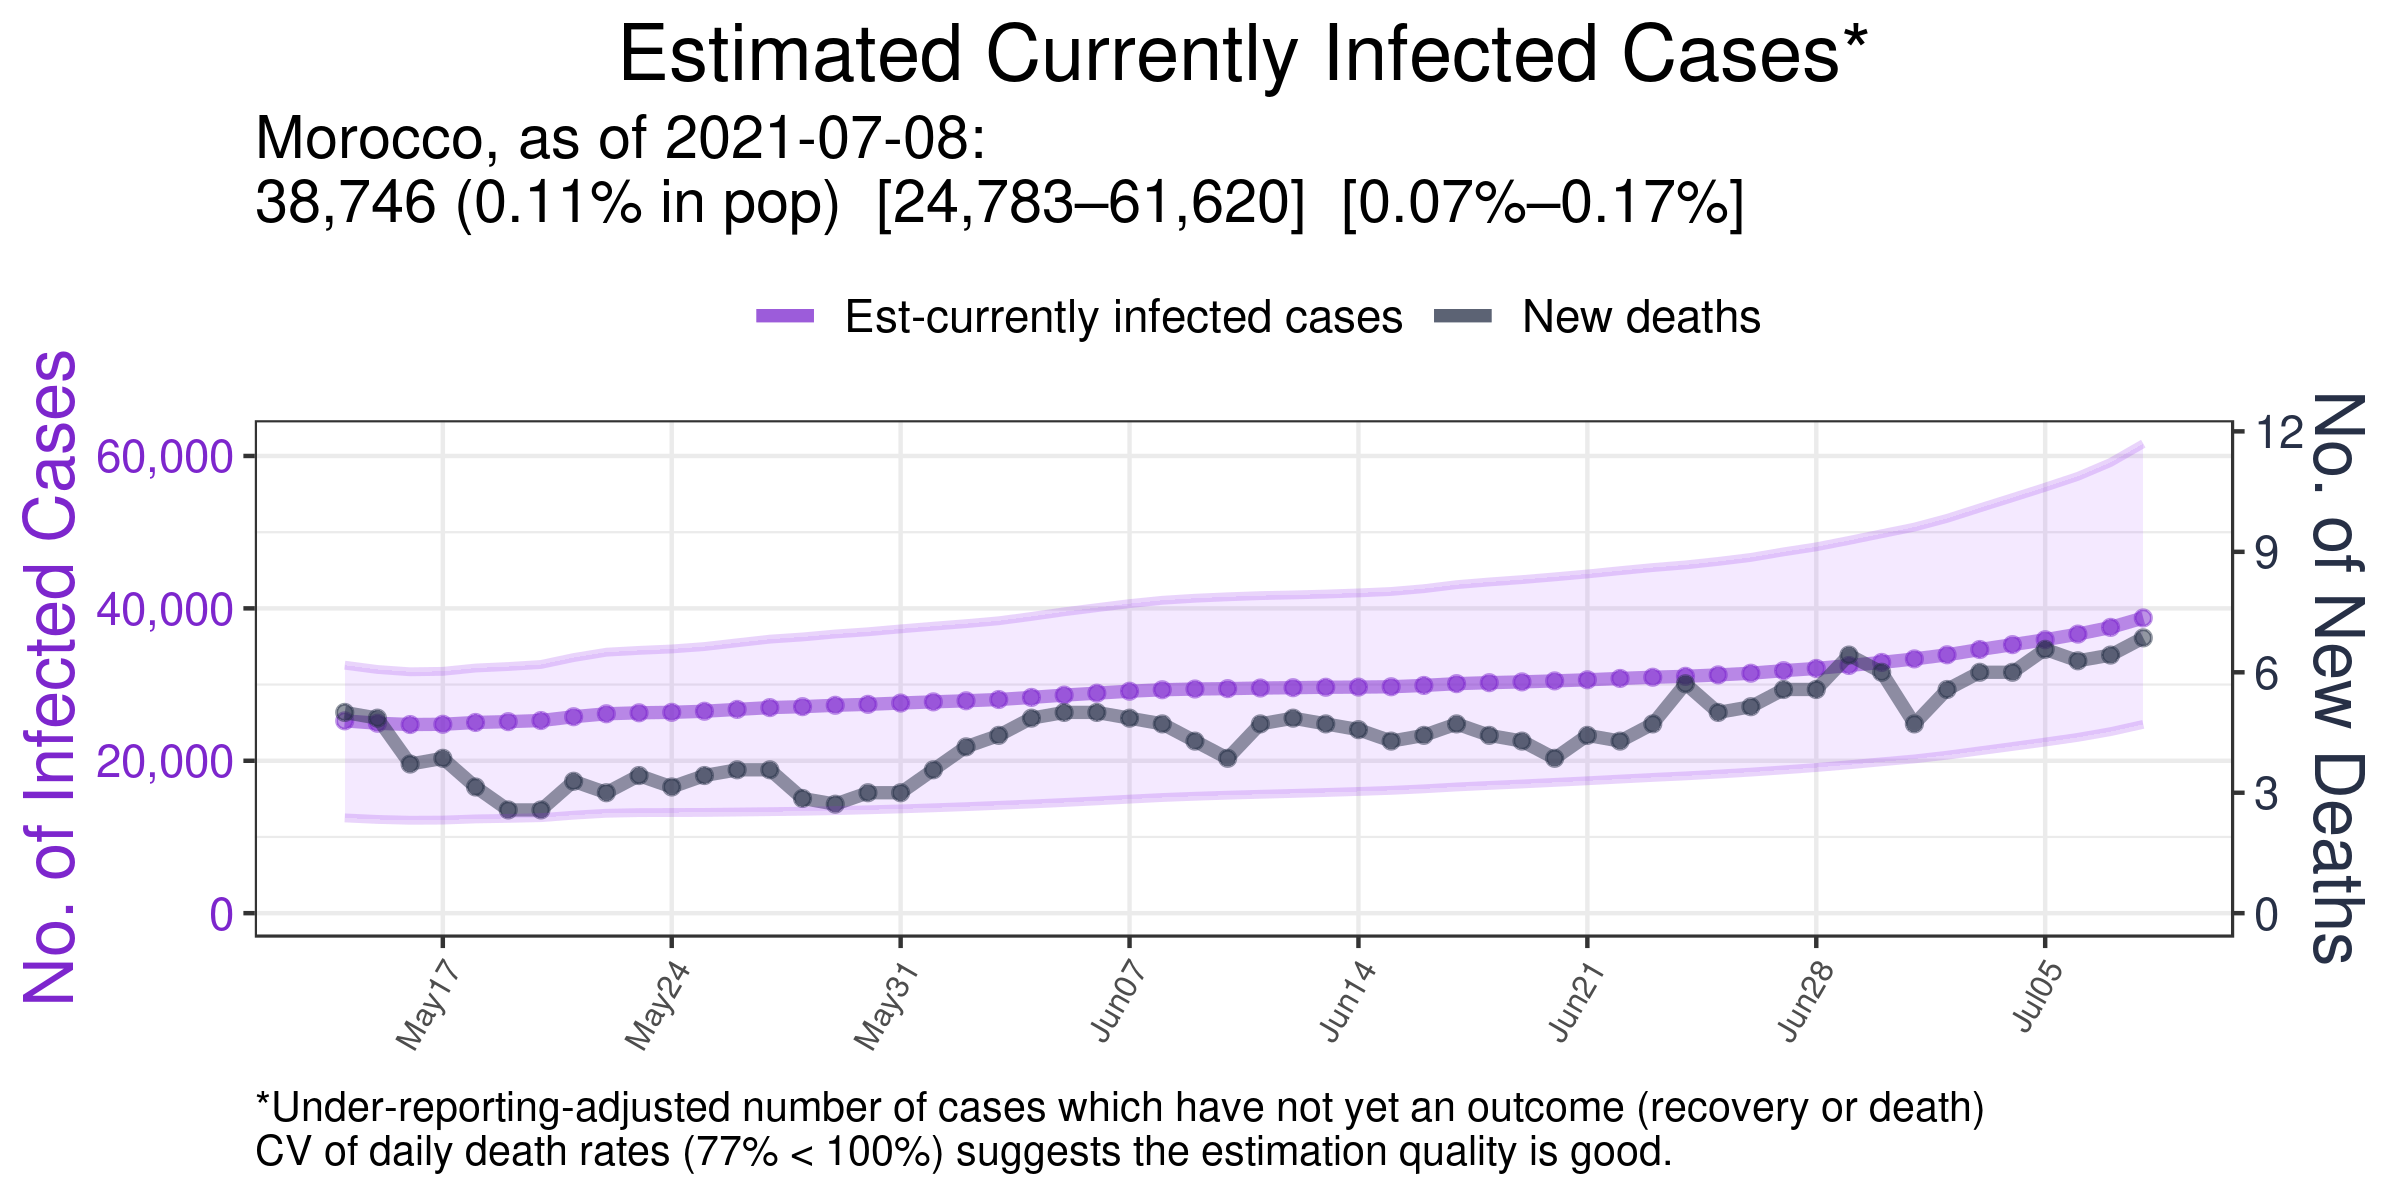 Estimated Currently Infected Cases*
Morocco, as of 2021-07-08:
38,746 (0.11% in pop)  [24,783–61,620]  [0.07%–0.17%]
Est-currently infected cases
New deaths
No. of Infected Cases
60,000
40,000
20,000
0
12
9
6
3
0
No. of New Deaths
May17
May24
May31
Jun07
Jun14
Jun21
Jun28
Jul05
*Under-reporting-adjusted number of cases which have not yet an outcome (recovery or death)
CV of daily death rates (77% < 100%) suggests the estimation quality is good.